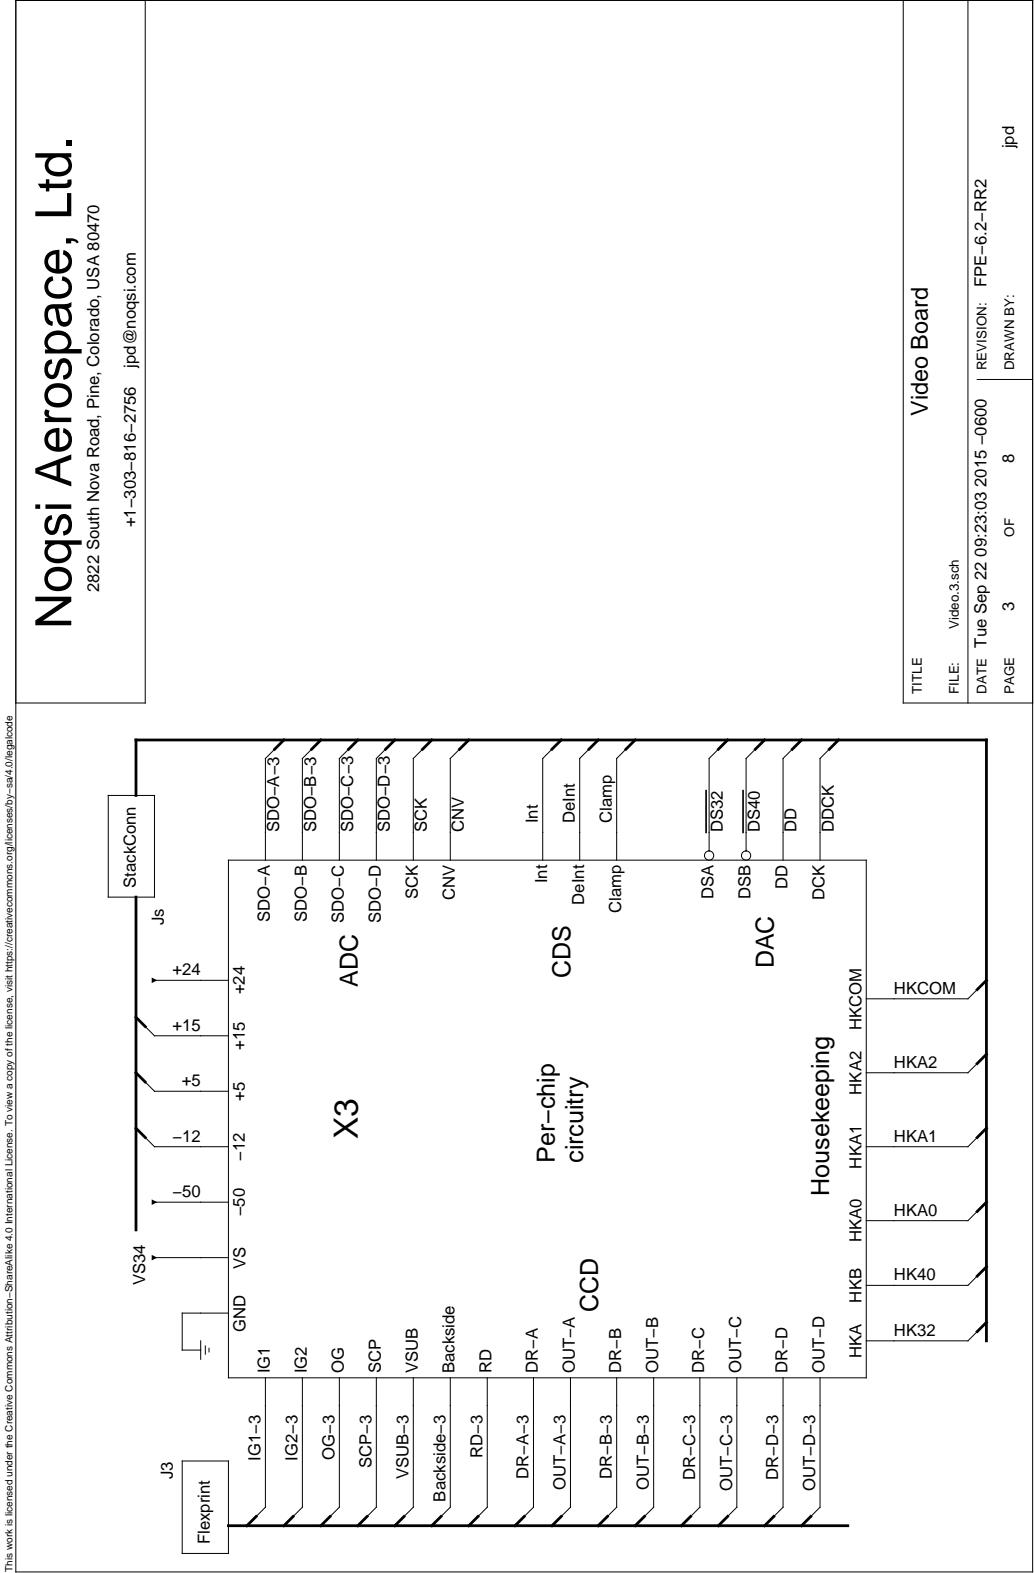 This work is licensed under the Creative Commons Attribution−ShareAlike 4.0 International License. To view a copy of the license, visit https://creativecommons.org/licenses/by−sa/4.0/legalcode
Noqsi Aerospace, Ltd.
2822 South Nova Road, Pine, Colorado, USA 80470
+1−303−816−2756 jpd@noqsi.com
StackConn
Js
VS34
−50
−12
+5
+15
+24
GND
VS
−50
−12
+5
+15
+24
J3
Flexprint
IG1−3
IG2−3
OG−3
SCP−3
VSUB−3
Backside−3
RD−3
DR−A−3
OUT−A−3
DR−B−3
OUT−B−3
DR−C−3
OUT−C−3
DR−D−3
OUT−D−3
IG1
IG2
OG
SCP
VSUB
Backside
RD
DR−A
OUT−A
DR−B
OUT−B
DR−C
OUT−C
DR−D
OUT−D
CCD
X3
Per−chip
circuitry
Housekeeping
ADC
CDS
DAC
SDO−A
SDO−B
SDO−C
SDO−D
SCK
CNV
Int
DeInt
Clamp
DSA
DSB
DD
DCK
SDO−A−3
SDO−B−3
SDO−C−3
SDO−D−3
SCK
CNV
Int
DeInt
Clamp
DS32
DS40
DD
DDCK
HKA
HKB
HKA0
HKA1
HKA2
HKCOM
HK32
HK40
HKA0
HKA1
HKA2
HKCOM
TITLE
Video Board
FILE: Video.3.sch
DATE Tue Sep 22 09:23:03 2015 −0600
REVISION: FPE−6.2−RR2
PAGE 3 OF 8
DRAWN BY: jpd